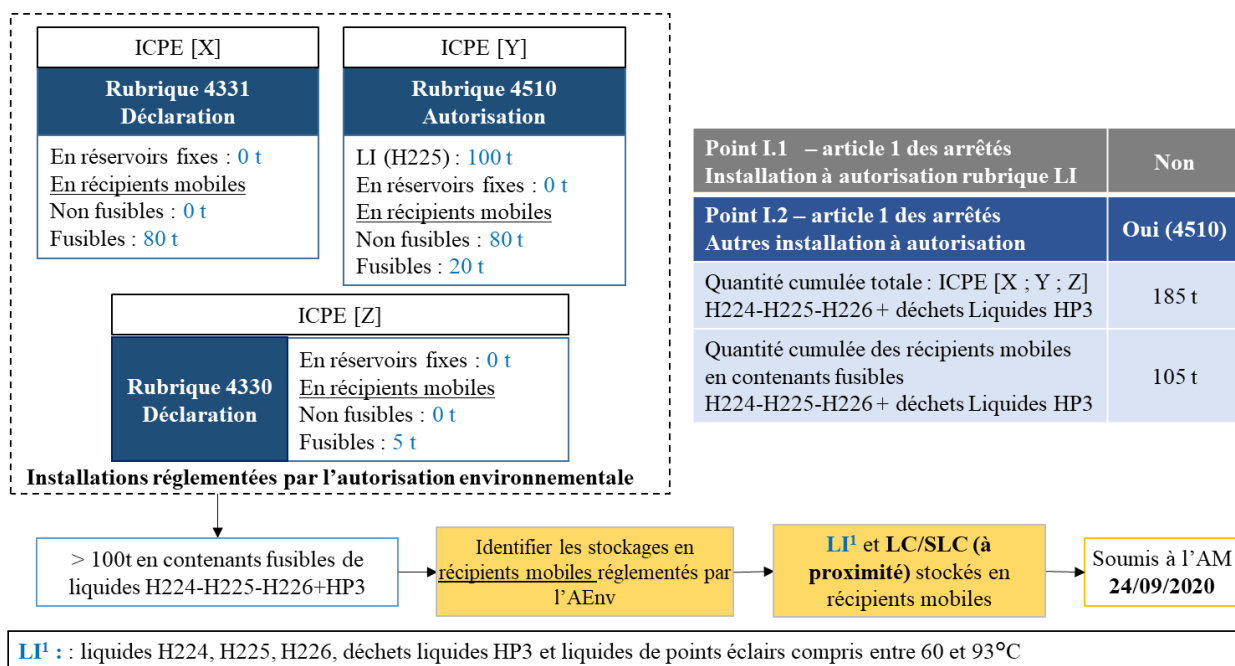 ICPE [X]
Rubrique 4331
Déclaration
En réservoirs fixes : 0 t
En récipients mobiles
Non fusibles : 0 t
Fusibles : 80 t
ICPE [Y]
Rubrique 4510
Autorisation
LI (H225) : 100 t
En réservoirs fixes : 0 t
En récipients mobiles
Non fusibles : 80 t
Fusibles : 20 t
ICPE [Z]
Rubrique 4330
Déclaration
En réservoirs fixes : 0 t
En récipients mobiles
Non fusibles : 0 t
Fusibles : 5 t
Installations réglementées par l’autorisation environnementale
Point I.1 – article 1 des arrêtés
Installation à autorisation rubrique LI
Non
Point I.2 – article 1 des arrêtés
Autres installation à autorisation
Oui (4510)
Quantité cumulée totale : ICPE [X ; Y ; Z]
H224-H225-H226 + déchets Liquides HP3
185 t
Quantité cumulée des récipients mobiles
en contenants fusibles
H224-H225-H226 + déchets Liquides HP3
105 t
> 100t en contenants fusibles de
liquides H224-H225-H226+HP3
Identifier les stockages en
récipients mobiles réglementés par
l’AEnv
LI¹ et LC/SLC (à
proximité) stockés en
récipients mobiles
Soumis à l’AM
24/09/2020
LI¹ : : liquides H224, H225, H226, déchets liquides HP3 et liquides de points éclairs compris entre 60 et 93°C